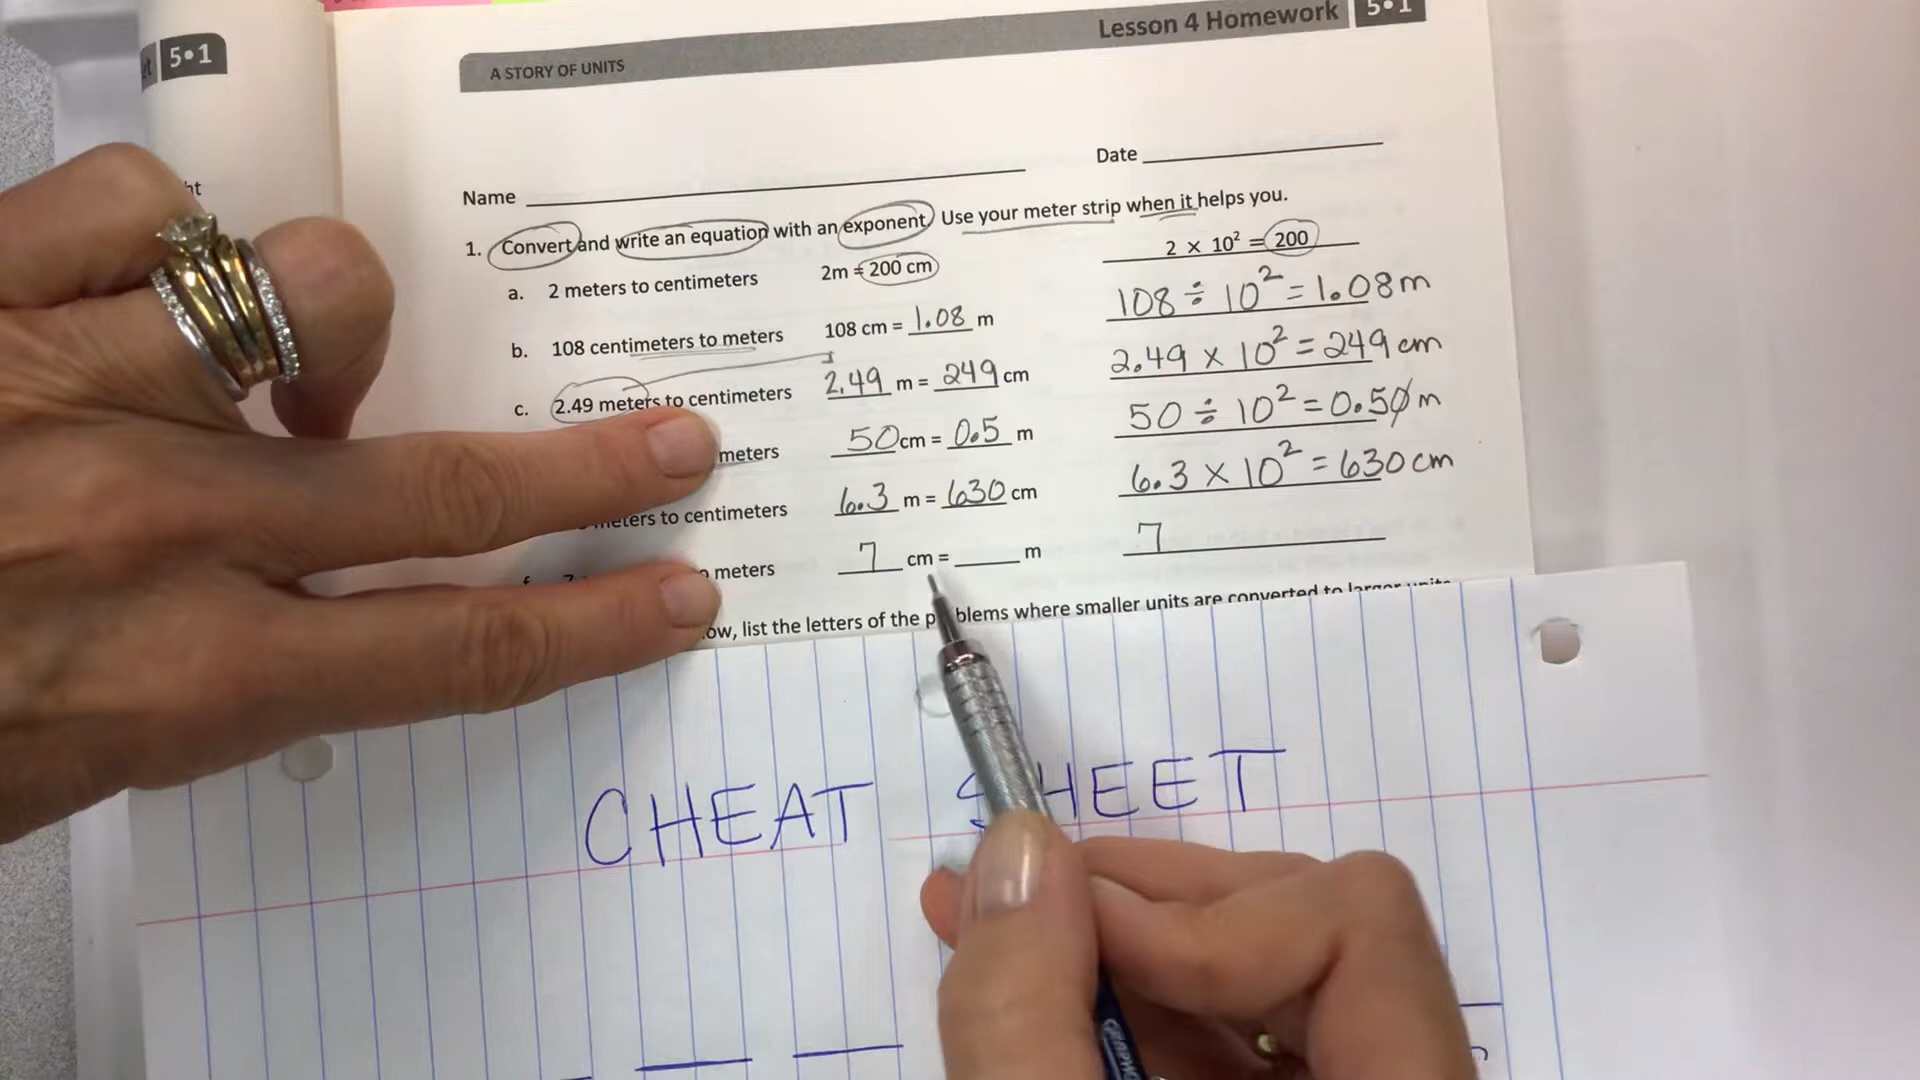 5•1
Lesson 4 Homework 5•1
A STORY OF UNITS
Name Date
1. Convert and write an equation with an exponent. Use your meter strip when it helps you.
a. 2 meters to centimeters 2m = 200 cm 2 × 10² = 200
b. 108 centimeters to meters 108 cm = 1.08 m 108 ÷ 10² = 1.08 m
c. 2.49 meters to centimeters 2.49 m = 249 cm 2.49 × 10² = 249 cm
meters 50 cm = 0.5 m 50 ÷ 10² = 0.50 m
meters to centimeters 6.3 m = 630 cm 6.3 × 10² = 630 cm
meters 7 cm = m 7
list the letters of the problems where smaller units are converted to larger units
CHEAT SHEET